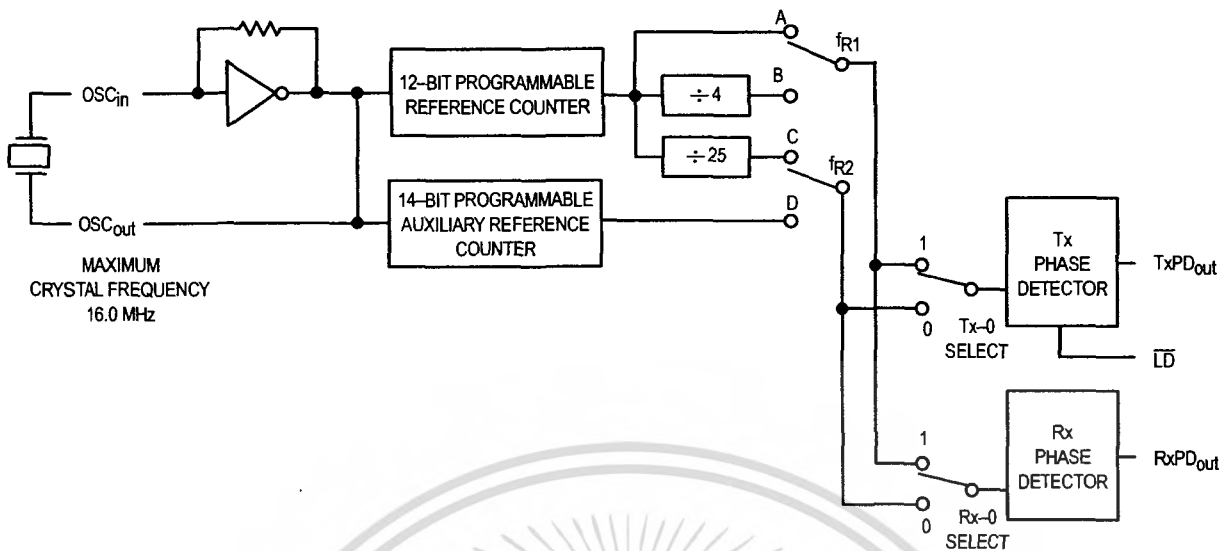 OSCin
OSCout
MAXIMUM
CRYSTAL FREQUENCY
16.0 MHz
12–BIT PROGRAMMABLE
REFERENCE COUNTER
14–BIT PROGRAMMABLE
AUXILIARY REFERENCE
COUNTER
÷ 4
÷ 25
A
B
C
D
fR1
fR2
1
0
Tx–0
SELECT
Tx
PHASE
DETECTOR
TxPDout
LD
1
0
Rx–0
SELECT
Rx
PHASE
DETECTOR
RxPDout